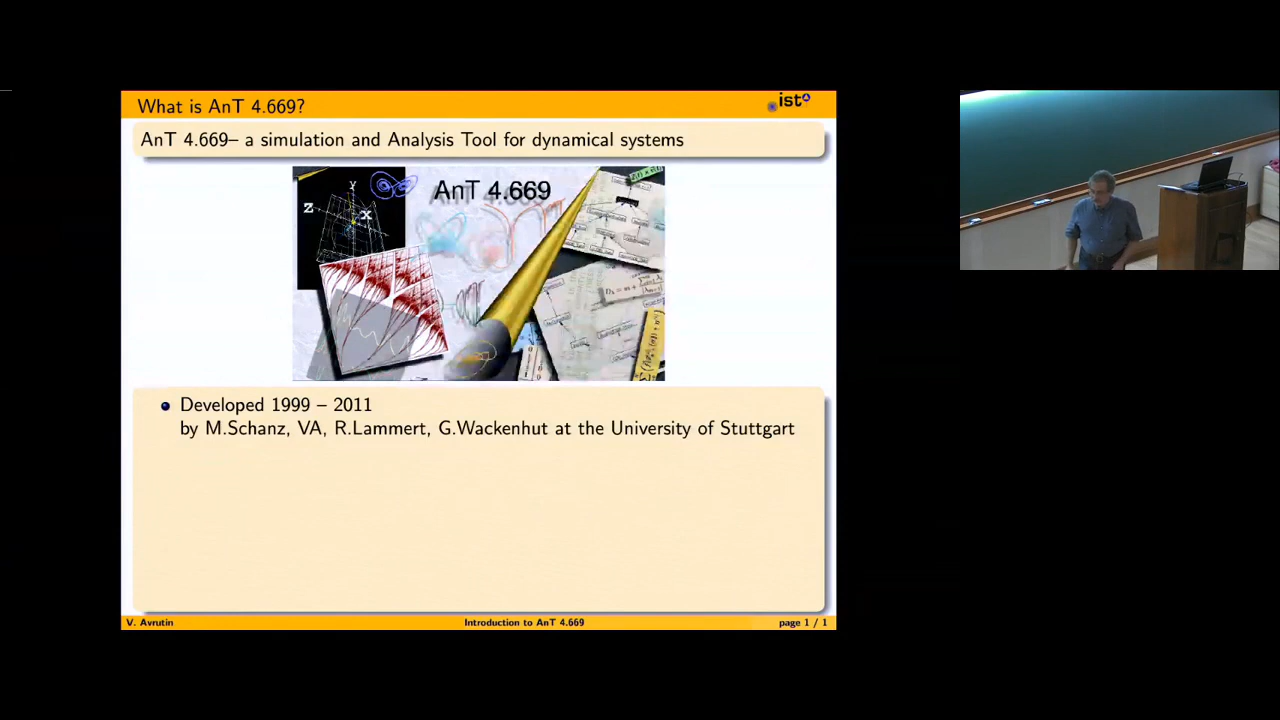 What is AnT 4.669?
ist
AnT 4.669– a simulation and Analysis Tool for dynamical systems
AnT 4.669
Y
Z
X
Developed 1999 – 2011
by M.Schanz, VA, R.Lammert, G.Wackenhut at the University of Stuttgart
V. Avrutin
Introduction to AnT 4.669
page 1 / 1